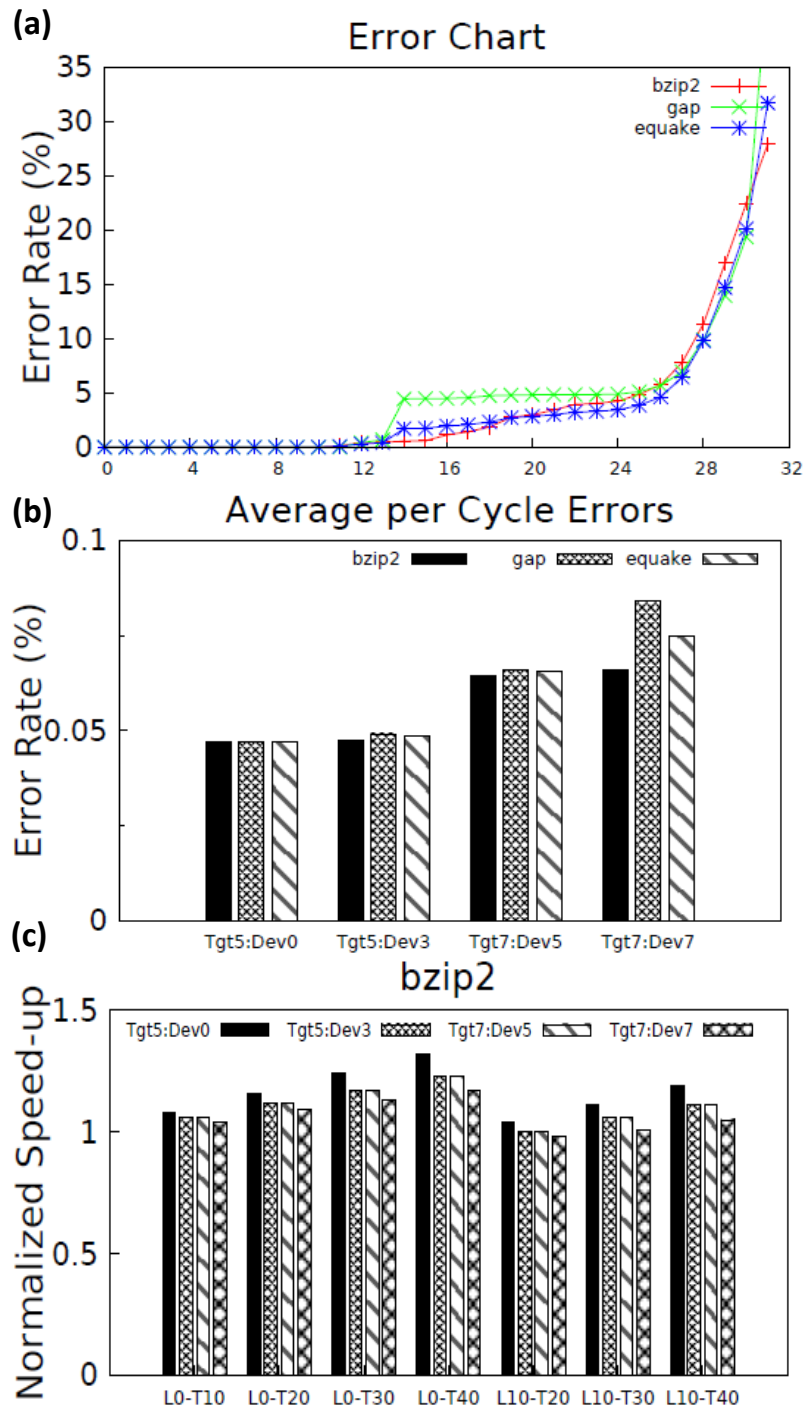 (a)
Error Chart
35
30
25
20
15
10
5
0
Error Rate (%)
bzip2
gap
equake
0 4 8 12 16 20 24 28 32
(b)
Average per Cycle Errors
0.1
0.05
0
Error Rate (%)
bzip2 gap equake
Tgt5:Dev0 Tgt5:Dev3 Tgt7:Dev5 Tgt7:Dev7
(c)
bzip2
1.5
1
0.5
0
Normalized Speed-up
Tgt5:Dev0 Tgt5:Dev3 Tgt7:Dev5 Tgt7:Dev7
L0-T10 L0-T20 L0-T30 L0-T40 L10-T20 L10-T30 L10-T40